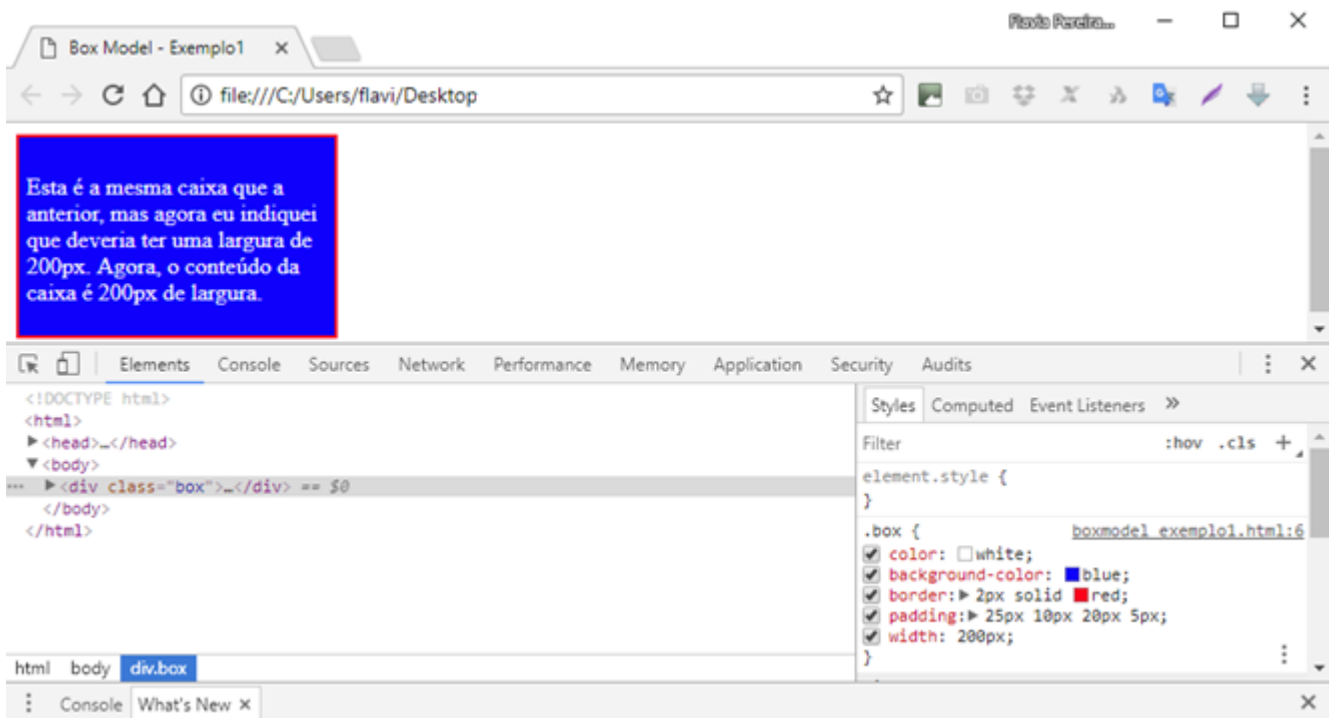 Flavia Pereira...
Box Model - Exemplo1 ×
file:///C:/Users/flavi/Desktop
Esta é a mesma caixa que a
anterior, mas agora eu indiquei
que deveria ter uma largura de
200px. Agora, o conteúdo da
caixa é 200px de largura.
Elements Console Sources Network Performance Memory Application Security Audits
<!DOCTYPE html>
<html>
▶<head>…</head>
▼<body>
··· ▶<div class="box">…</div> == $0
</body>
</html>
html body div.box
Styles Computed Event Listeners »
Filter :hov .cls +
element.style {
}
.box { boxmodel exemplo1.html:6
color: white;
background-color: blue;
border:▶ 2px solid red;
padding:▶ 25px 10px 20px 5px;
width: 200px;
}
Console What's New ×